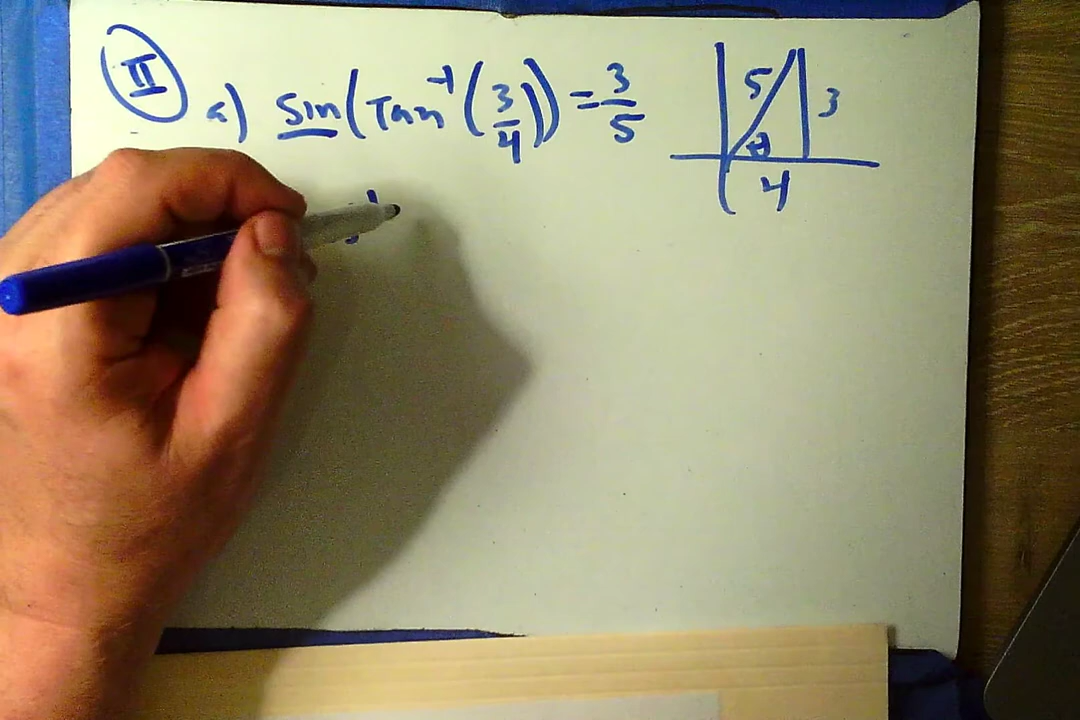 II
a) sin(Tan⁻¹(3/4)) = 3/5
5 3
θ
4